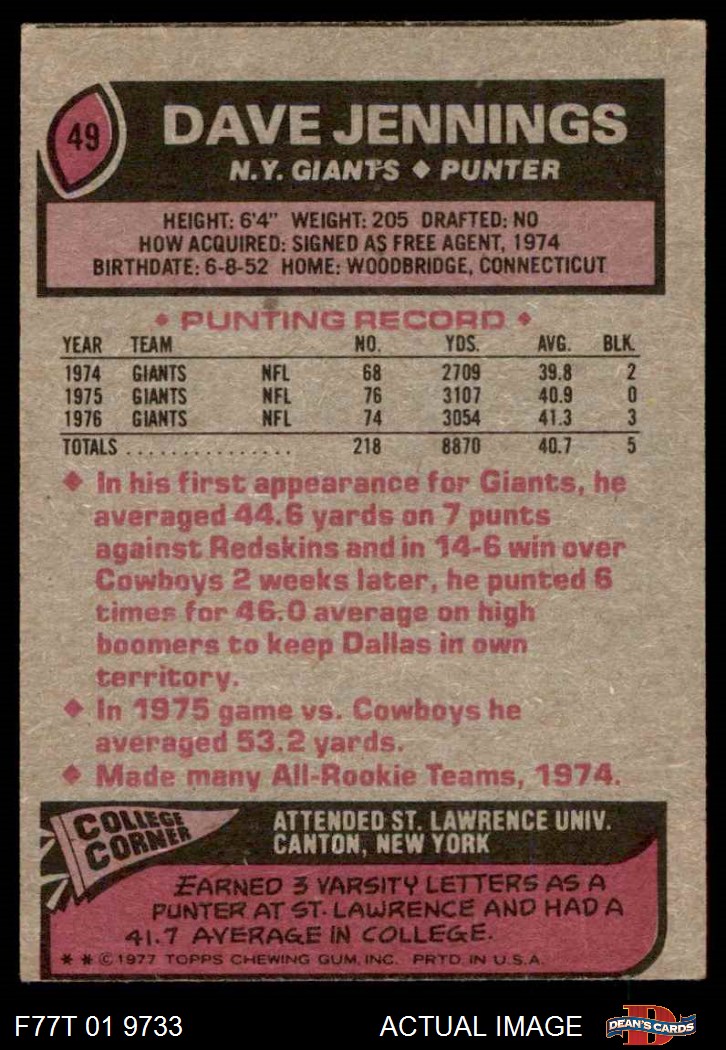 49
DAVE JENNINGS
N.Y. GIANTS ◆ PUNTER
HEIGHT: 6'4" WEIGHT: 205 DRAFTED: NO
HOW ACQUIRED: SIGNED AS FREE AGENT, 1974
BIRTHDATE: 6-8-52 HOME: WOODBRIDGE, CONNECTICUT
◆ PUNTING RECORD ◆
YEAR TEAM NO. YDS. AVG. BLK.
1974 GIANTS NFL 68 2709 39.8 2
1975 GIANTS NFL 76 3107 40.9 0
1976 GIANTS NFL 74 3054 41.3 3
TOTALS ............... 218 8870 40.7 5
◆ In his first appearance for Giants, he
averaged 44.6 yards on 7 punts
against Redskins and in 14-6 win over
Cowboys 2 weeks later, he punted 6
times for 46.0 average on high
boomers to keep Dallas in own
territory.
◆ In 1975 game vs. Cowboys he
averaged 53.2 yards.
◆ Made many All-Rookie Teams, 1974.
COLLEGE
CORNER
ATTENDED ST. LAWRENCE UNIV.
CANTON, NEW YORK
EARNED 3 VARSITY LETTERS AS A
PUNTER AT ST. LAWRENCE AND HAD A
41.7 AVERAGE IN COLLEGE.
* * © 1977 TOPPS CHEWING GUM, INC. PRTD IN U.S.A.
F77T 01 9733 ACTUAL IMAGE
D
DEAN'S CARDS